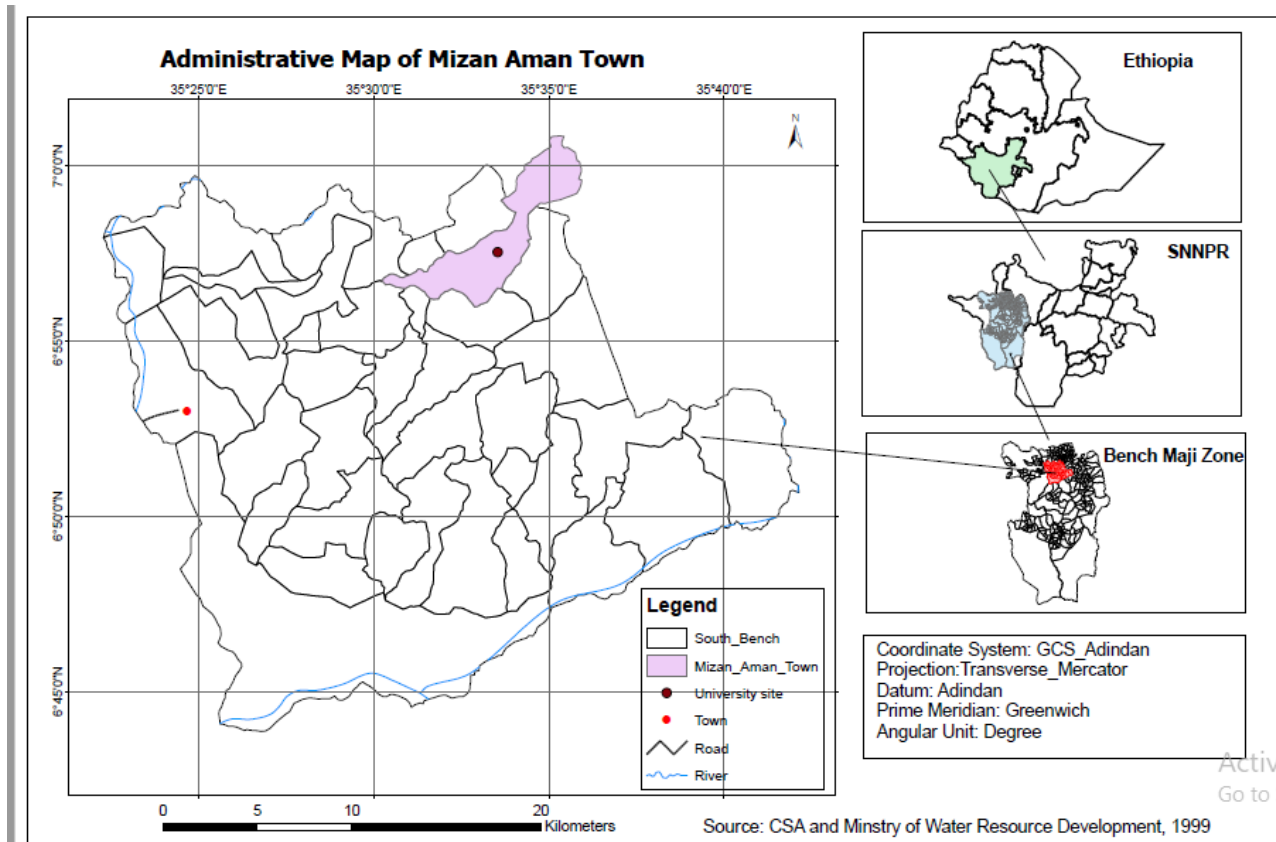 Administrative Map of Mizan Aman Town
35°25'0"E
35°30'0"E
35°35'0"E
35°40'0"E
N
7°0'0"N
6°55'0"N
6°50'0"N
6°45'0"N
Legend
South_Bench
Mizan_Aman_Town
University site
Town
Road
River
0 5 10 20
Kilometers
Ethiopia
SNNPR
Bench Maji Zone
Coordinate System: GCS_Adindan
Projection:Transverse_Mercator
Datum: Adindan
Prime Meridian: Greenwich
Angular Unit: Degree
Source: CSA and Minstry of Water Resource Development, 1999
Activ
Go to